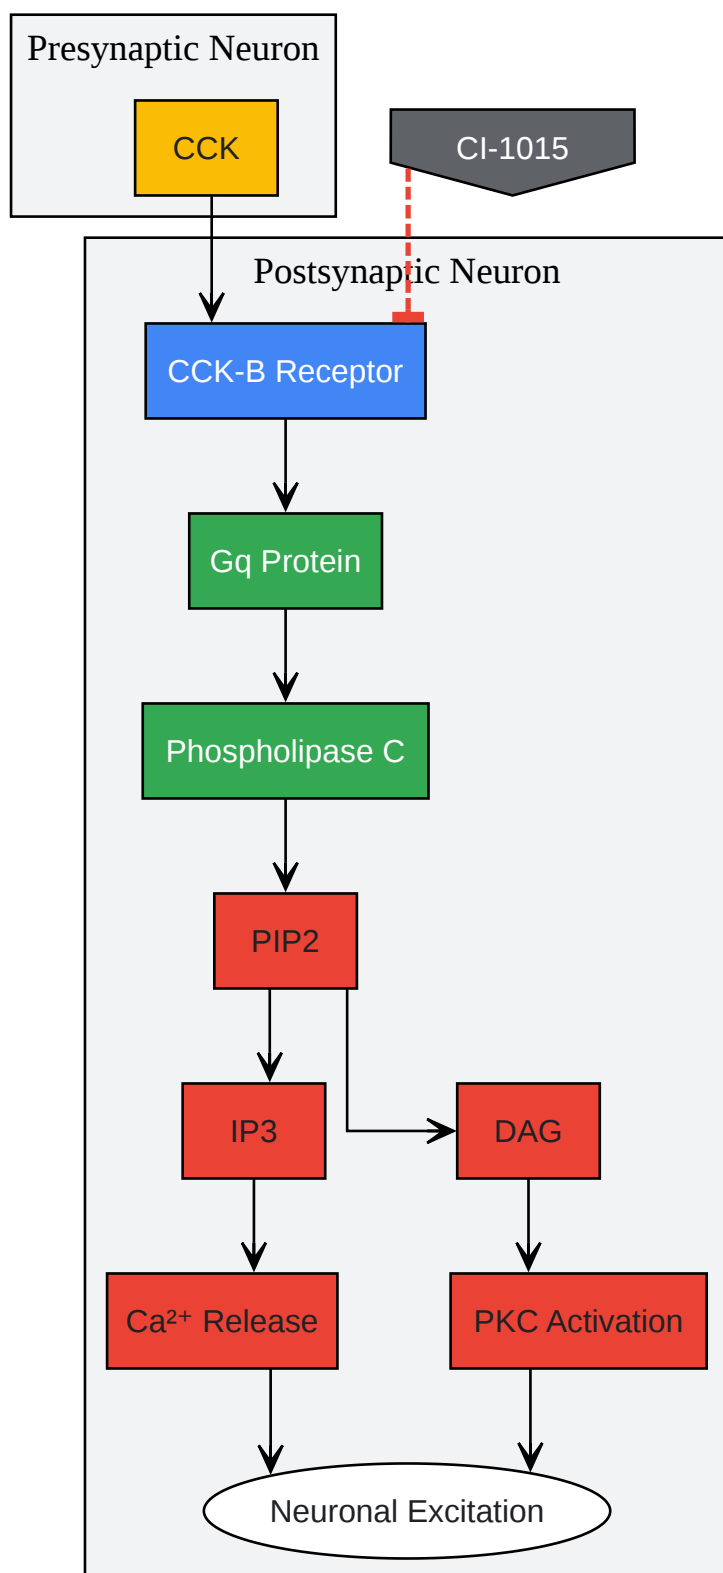 Presynaptic Neuron
CCK
CI-1015
Postsynaptic Neuron
CCK-B Receptor
Gq Protein
Phospholipase C
PIP2
IP3
DAG
Ca²⁺ Release
PKC Activation
Neuronal Excitation